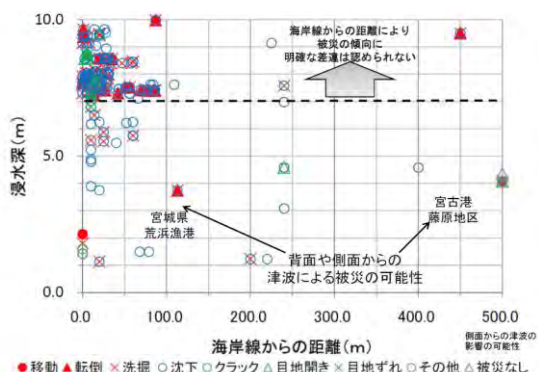 海岸線からの距離により
被災の傾向に
明確な差違は認められない
10.0
5.0
0.0
浸水深(m)
宮城県
荒浜漁港
宮古港
藤原地区
背面や側面からの
津波による被災の可能性
0.0 100.0 200.0 300.0 400.0 500.0
海岸線からの距離(m)
側面からの津波の
影響の可能性
移動 転倒 洗掘 沈下 クラック 目地開き 目地ずれ その他 被災なし